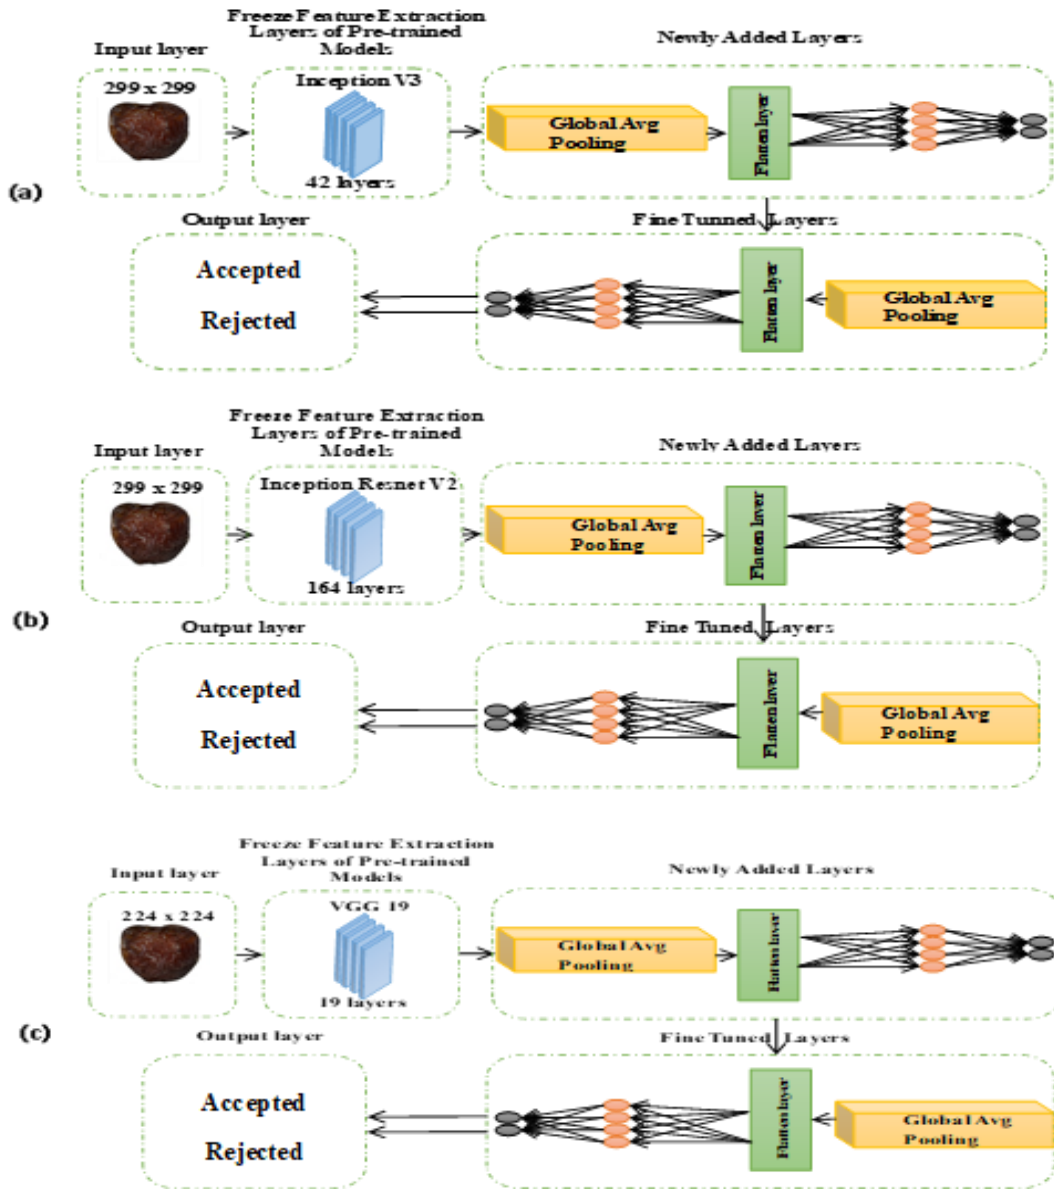 Freeze Feature Extraction
Layers of Pre-trained
Models
Input layer
Newly Added Layers
299 x 299
Inception V3
Global Avg
Pooling
Flatten layer
42 layers
(a)
Output layer
Fine Tunned Layers
Accepted
Rejected
Flatten layer
Global Avg
Pooling
Freeze Feature Extraction
Layers of Pre-trained
Models
Input layer
Newly Added Layers
299 x 299
Inception Resnet V2
Global Avg
Pooling
Flatten layer
164 layers
(b)
Output layer
Fine Tuned Layers
Accepted
Rejected
Flatten layer
Global Avg
Pooling
Freeze Feature Extraction
Layers of Pre-trained
Models
Input layer
Newly Added Layers
224 x 224
VGG 19
Global Avg
Pooling
Flatten layer
19 layers
(c)
Output layer
Fine Tuned Layers
Accepted
Rejected
Flatten layer
Global Avg
Pooling